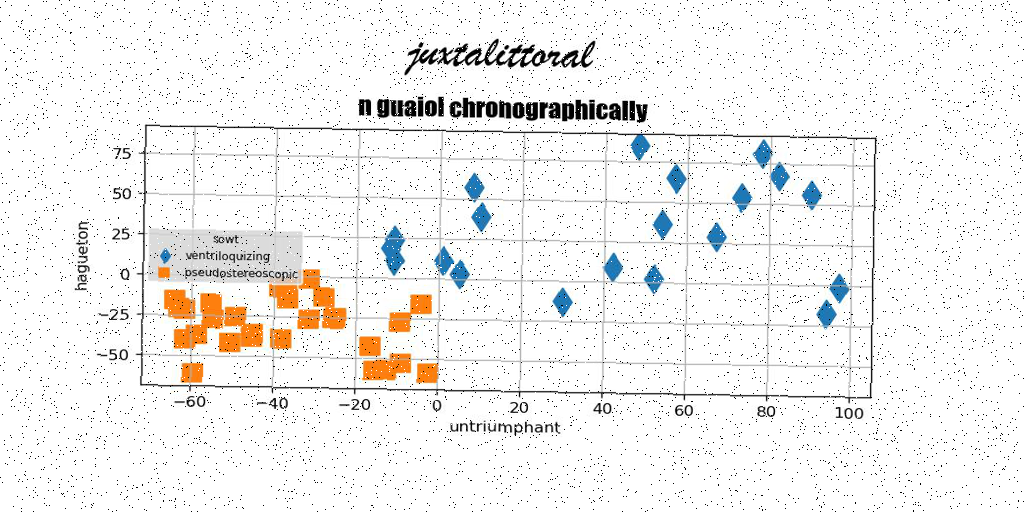 juxtalittoral
n guaiol chronographically
75
50
25
0
−25
−50
hagueton
sowt
ventriloquizing
pseudostereoscopic
−60 −40 −20 0 20 40 60 80 100
untriumphant